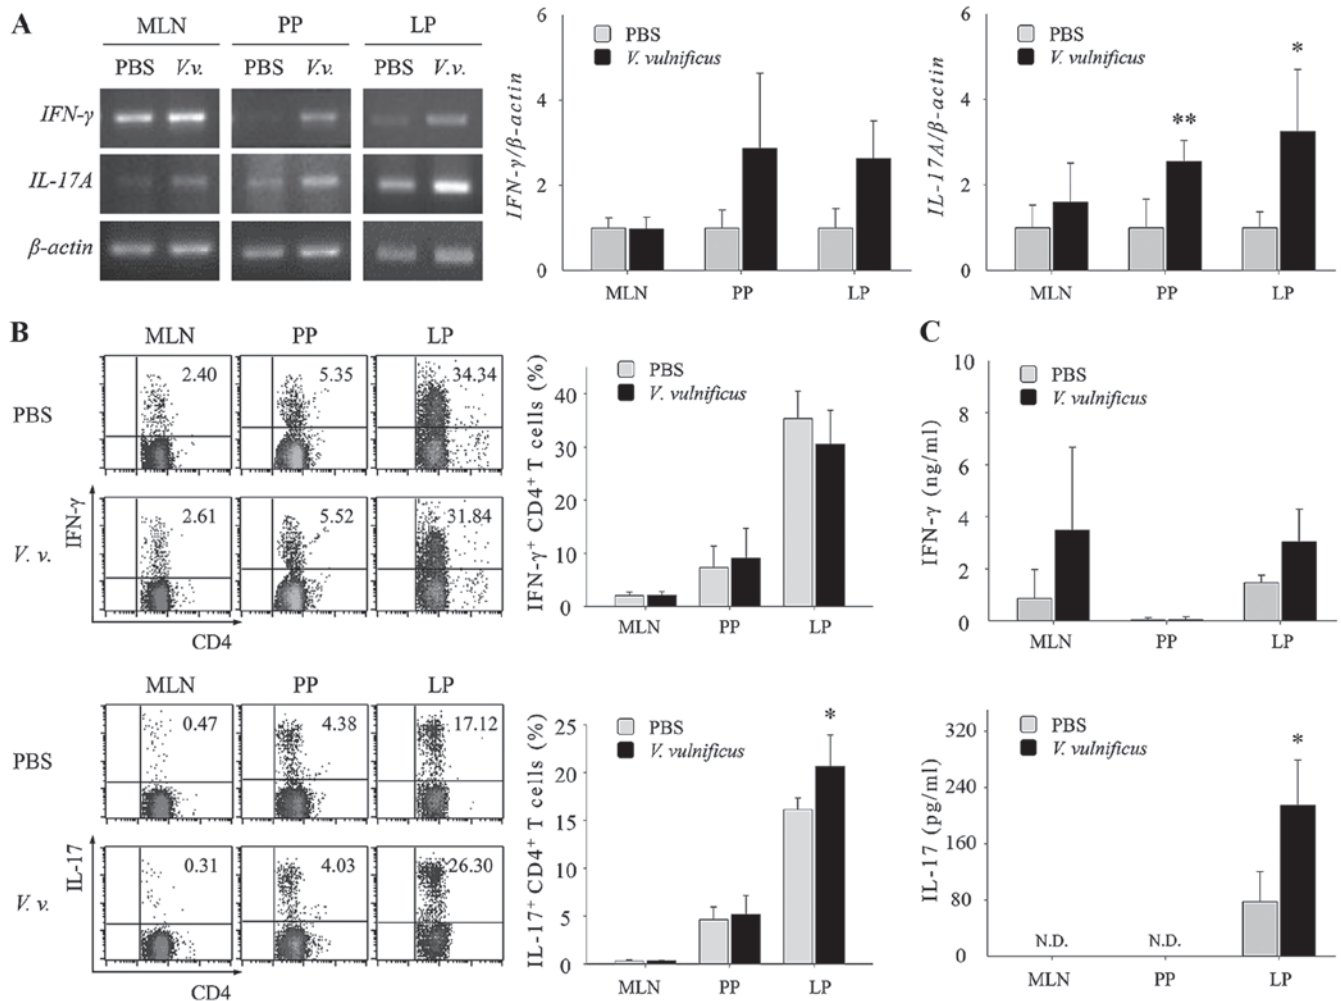 A
MLN PP LP
PBS V.v. PBS V.v. PBS V.v.
IFN-γ
IL-17A
β-actin
IFN-γ/β-actin
6
4
2
0
PBS
V. vulnificus
MLN PP LP
IL-17A/β-actin
6
4
2
0
PBS
V. vulnificus
**
*
MLN PP LP
B
MLN PP LP
PBS
2.40 5.35 34.34
V. v.
2.61 5.52 31.84
IFN-γ
CD4
IFN-γ+ CD4+ T cells (%)
40
30
20
10
0
PBS
V. vulnificus
MLN PP LP
MLN PP LP
PBS
0.47 4.38 17.12
V. v.
0.31 4.03 26.30
IL-17
CD4
IL-17+ CD4+ T cells (%)
25
20
15
10
5
0
PBS
V. vulnificus
*
MLN PP LP
C
IFN-γ (ng/ml)
10
8
6
4
2
0
PBS
V. vulnificus
MLN PP LP
IL-17 (pg/ml)
320
240
160
80
0
PBS
V. vulnificus
*
N.D. N.D.
MLN PP LP